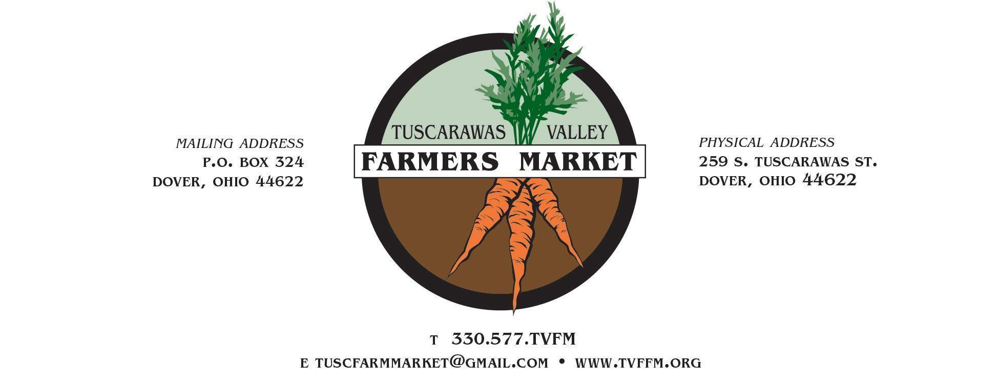 TUSCARAWAS VALLEY
FARMERS MARKET
MAILING ADDRESS
P.O. BOX 324
DOVER, OHIO 44622
PHYSICAL ADDRESS
259 S. TUSCARAWAS ST.
DOVER, OHIO 44622
T 330.577.TVFM
E TUSCFARMMARKET@GMAIL.COM • WWW.TVFFM.ORG